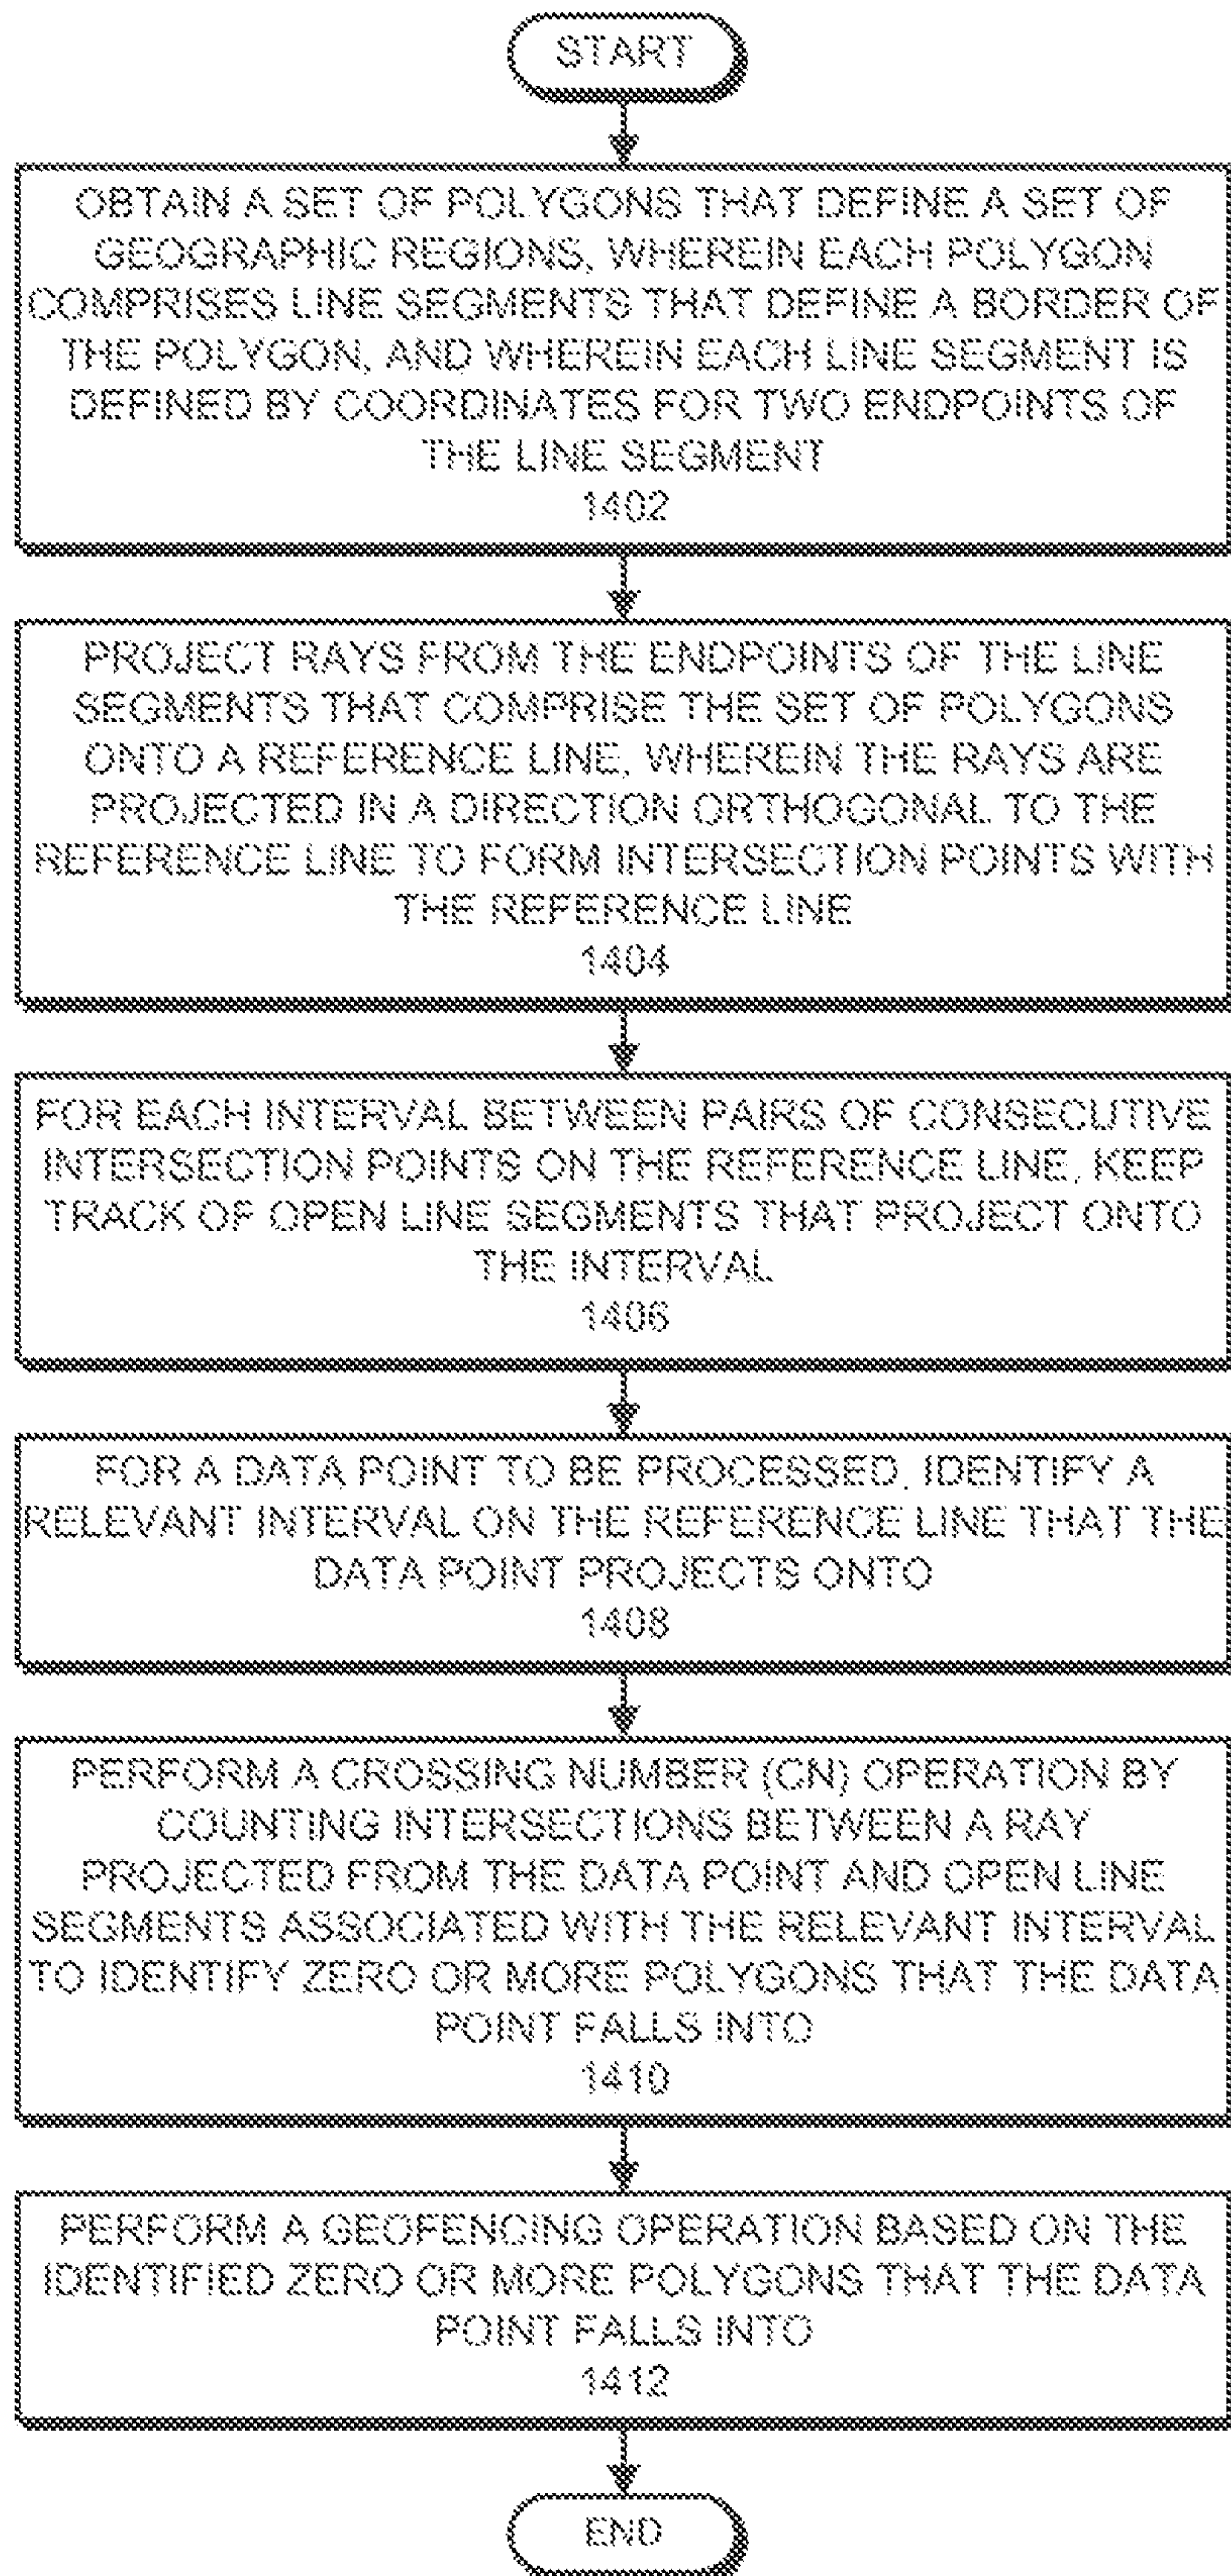 START
OBTAIN A SET OF POLYGONS THAT DEFINE A SET OF
GEOGRAPHIC REGIONS, WHEREIN EACH POLYGON
COMPRISES LINE SEGMENTS THAT DEFINE A BORDER OF
THE POLYGON, AND WHEREIN EACH LINE SEGMENT IS
DEFINED BY COORDINATES FOR TWO ENDPOINTS OF
THE LINE SEGMENT
1402
PROJECT RAYS FROM THE ENDPOINTS OF THE LINE
SEGMENTS THAT COMPRISE THE SET OF POLYGONS
ONTO A REFERENCE LINE, WHEREIN THE RAYS ARE
PROJECTED IN A DIRECTION ORTHOGONAL TO THE
REFERENCE LINE TO FORM INTERSECTION POINTS WITH
THE REFERENCE LINE
1404
FOR EACH INTERVAL BETWEEN PAIRS OF CONSECUTIVE
INTERSECTION POINTS ON THE REFERENCE LINE, KEEP
TRACK OF OPEN LINE SEGMENTS THAT PROJECT ONTO
THE INTERVAL
1406
FOR A DATA POINT TO BE PROCESSED, IDENTIFY A
RELEVANT INTERVAL ON THE REFERENCE LINE THAT THE
DATA POINT PROJECTS ONTO
1408
PERFORM A CROSSING NUMBER (CN) OPERATION BY
COUNTING INTERSECTIONS BETWEEN A RAY
PROJECTED FROM THE DATA POINT AND OPEN LINE
SEGMENTS ASSOCIATED WITH THE RELEVANT INTERVAL
TO IDENTIFY ZERO OR MORE POLYGONS THAT THE DATA
POINT FALLS INTO
1410
PERFORM A GEOFENCING OPERATION BASED ON THE
IDENTIFIED ZERO OR MORE POLYGONS THAT THE DATA
POINT FALLS INTO
1412
END